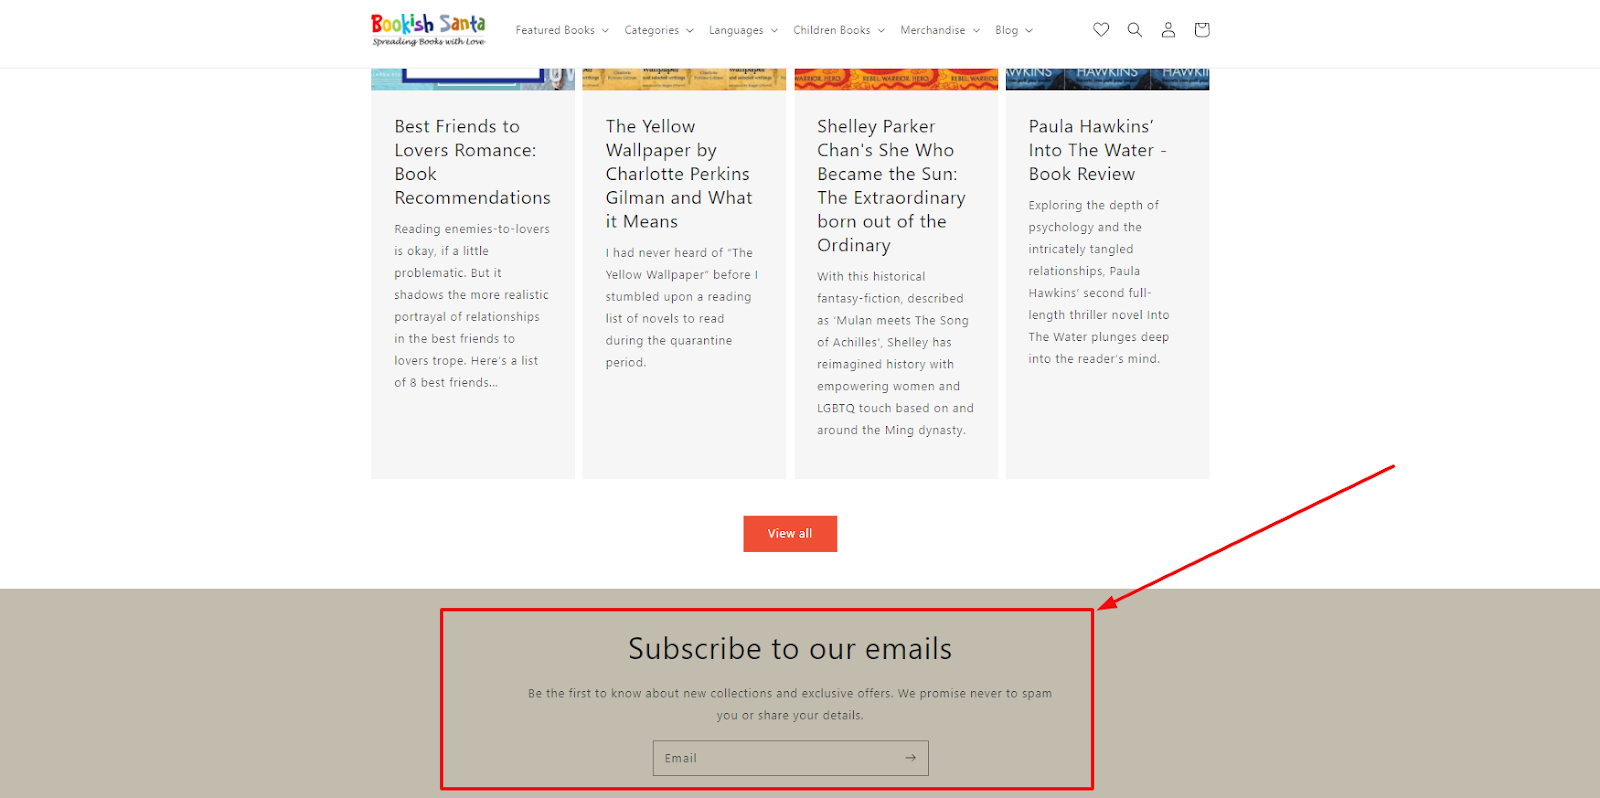 Bookish Santa
Spreading Books with Love
Featured Books
Categories
Languages
Children Books
Merchandise
Blog
Wallpaper
REBEL. WARRIOR. HERO.
HAWKINS
HAWKINS
Best Friends to
Lovers Romance:
Book
Recommendations
Reading enemies-to-lovers
is okay, if a little
problematic. But it
shadows the more realistic
portrayal of relationships
in the best friends to
lovers trope. Here's a list
of 8 best friends...
The Yellow
Wallpaper by
Charlotte Perkins
Gilman and What
it Means
I had never heard of “The
Yellow Wallpaper” before I
stumbled upon a reading
list of novels to read
during the quarantine
period.
Shelley Parker
Chan's She Who
Became the Sun:
The Extraordinary
born out of the
Ordinary
With this historical
fantasy-fiction, described
as ‘Mulan meets The Song
of Achilles’, Shelley has
reimagined history with
empowering women and
LGBTQ touch based on and
around the Ming dynasty.
Paula Hawkins’
Into The Water -
Book Review
Exploring the depth of
psychology and the
intricately tangled
relationships, Paula
Hawkins’ second full-
length thriller novel Into
The Water plunges deep
into the reader's mind.
View all
Subscribe to our emails
Be the first to know about new collections and exclusive offers. We promise never to spam
you or share your details.
Email